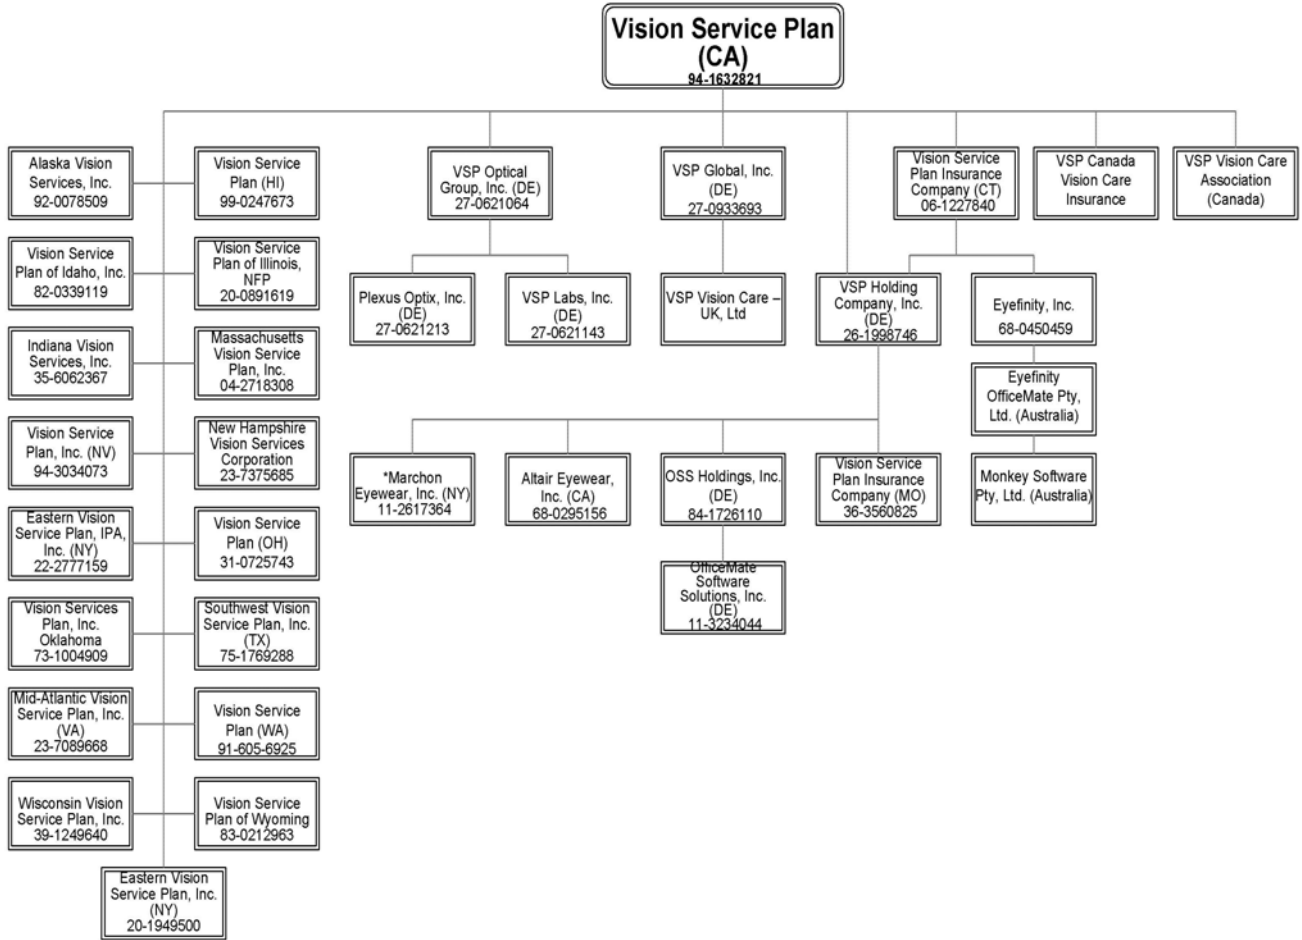 Vision Service Plan
(CA)
94-1632821
Alaska Vision
Services, Inc.
92-0078509
Vision Service
Plan (HI)
99-0247673
VSP Optical
Group, Inc. (DE)
27-0621064
VSP Global, Inc.
(DE)
27-0933693
Vision Service
Plan Insurance
Company (CT)
06-1227840
VSP Canada
Vision Care
Insurance
VSP Vision Care
Association
(Canada)
Vision Service
Plan of Idaho, Inc.
82-0339119
Vision Service
Plan of Illinois,
NFP
20-0891619
Plexus Optix, Inc.
(DE)
27-0621213
VSP Labs, Inc.
(DE)
27-0621143
VSP Vision Care –
UK, Ltd
VSP Holding
Company, Inc.
(DE)
26-1998746
Eyefinity, Inc.
68-0450459
Indiana Vision
Services, Inc.
35-6062367
Massachusetts
Vision Service
Plan, Inc.
04-2718308
Eyefinity
OfficeMate Pty,
Ltd. (Australia)
Vision Service
Plan, Inc. (NV)
94-3034073
New Hampshire
Vision Services
Corporation
23-7375685
*Marchon
Eyewear, Inc. (NY)
11-2617364
Altair Eyewear,
Inc. (CA)
68-0295156
OSS Holdings, Inc.
(DE)
84-1726110
Vision Service
Plan Insurance
Company (MO)
36-3560825
Monkey Software
Pty, Ltd. (Australia)
Eastern Vision
Service Plan, IPA,
Inc. (NY)
22-2777159
Vision Service
Plan (OH)
31-0725743
OfficeMate
Software
Solutions, Inc.
(DE)
11-3234044
Vision Services
Plan, Inc.
Oklahoma
73-1004909
Southwest Vision
Service Plan, Inc.
(TX)
75-1769288
Mid-Atlantic Vision
Service Plan, Inc.
(VA)
23-7089668
Vision Service
Plan (WA)
91-605-6925
Wisconsin Vision
Service Plan, Inc.
39-1249640
Vision Service
Plan of Wyoming
83-0212963
Eastern Vision
Service Plan, Inc.
(NY)
20-1949500